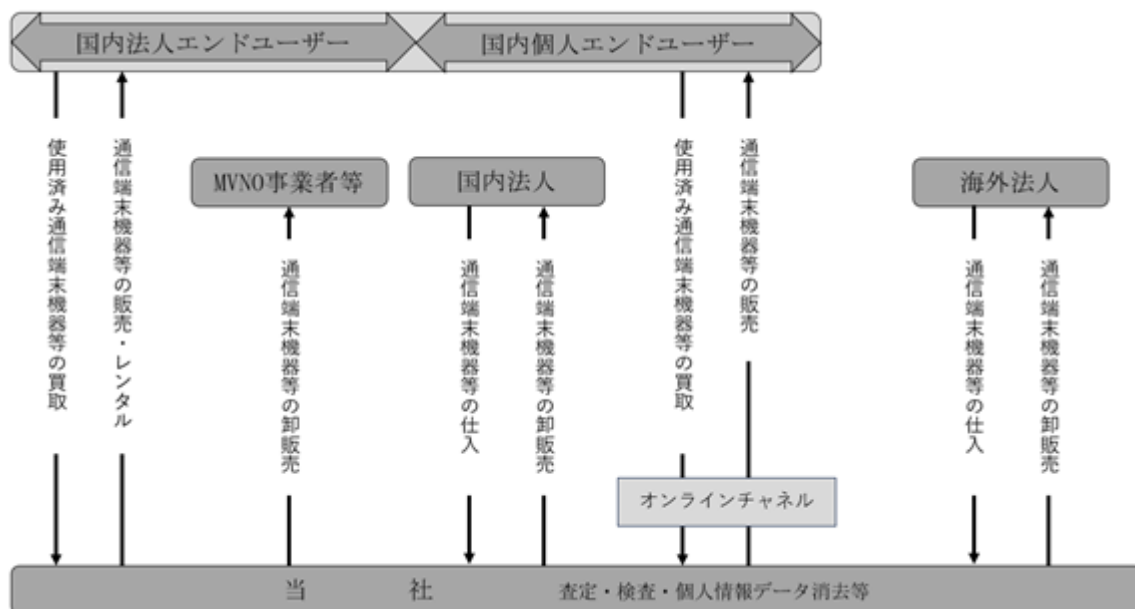 国内法人エンドユーザー
国内個人エンドユーザー
使用済み通信端末機器等の買取
通信端末機器等の販売・レンタル
MVNO事業者等
通信端末機器等の卸販売
国内法人
通信端末機器等の仕入
通信端末機器等の卸販売
使用済み通信端末機器等の買取
通信端末機器等の販売
オンラインチャネル
海外法人
通信端末機器等の仕入
通信端末機器等の卸販売
当 社 査定・検査・個人情報データ消去等